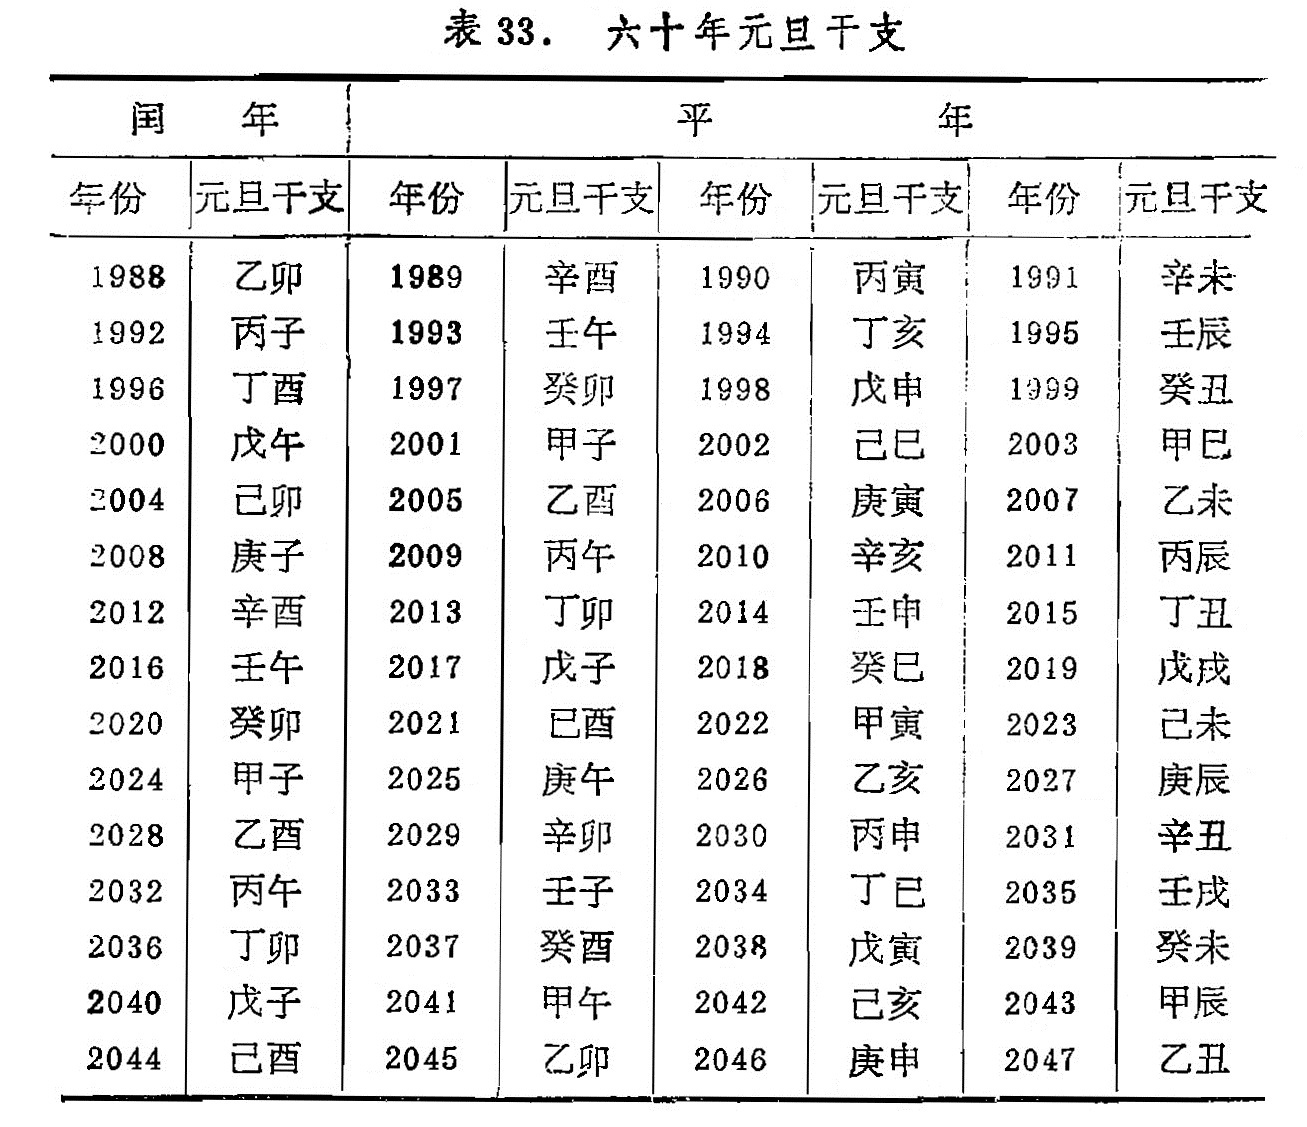 表 33. 六十年元旦干支
闰 年 平 年
年份 元旦干支 年份 元旦干支 年份 元旦干支 年份 元旦干支
1988 乙卯 1989 辛酉 1990 丙寅 1991 辛未
1992 丙子 1993 壬午 1994 丁亥 1995 壬辰
1996 丁酉 1997 癸卯 1998 戊申 1999 癸丑
2000 戊午 2001 甲子 2002 己巳 2003 甲巳
2004 己卯 2005 乙酉 2006 庚寅 2007 乙未
2008 庚子 2009 丙午 2010 辛亥 2011 丙辰
2012 辛酉 2013 丁卯 2014 壬申 2015 丁丑
2016 壬午 2017 戊子 2018 癸巳 2019 戊戌
2020 癸卯 2021 已酉 2022 甲寅 2023 己未
2024 甲子 2025 庚午 2026 乙亥 2027 庚辰
2028 乙酉 2029 辛卯 2030 丙申 2031 辛丑
2032 丙午 2033 壬子 2034 丁巳 2035 壬戌
2036 丁卯 2037 癸酉 2038 戊寅 2039 癸未
2040 戊子 2041 甲午 2042 己亥 2043 甲辰
2044 己酉 2045 乙卯 2046 庚申 2047 乙丑